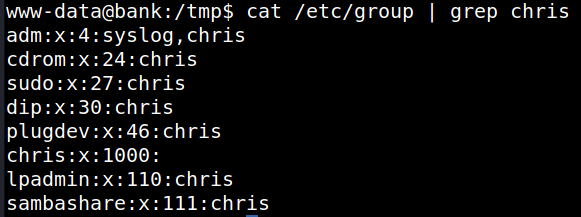 www-data@bank:/tmp$ cat /etc/group | grep chris
adm:x:4:syslog,chris
cdrom:x:24:chris
sudo:x:27:chris
dip:x:30:chris
plugdev:x:46:chris
chris:x:1000:
lpadmin:x:110:chris
sambashare:x:111:chris